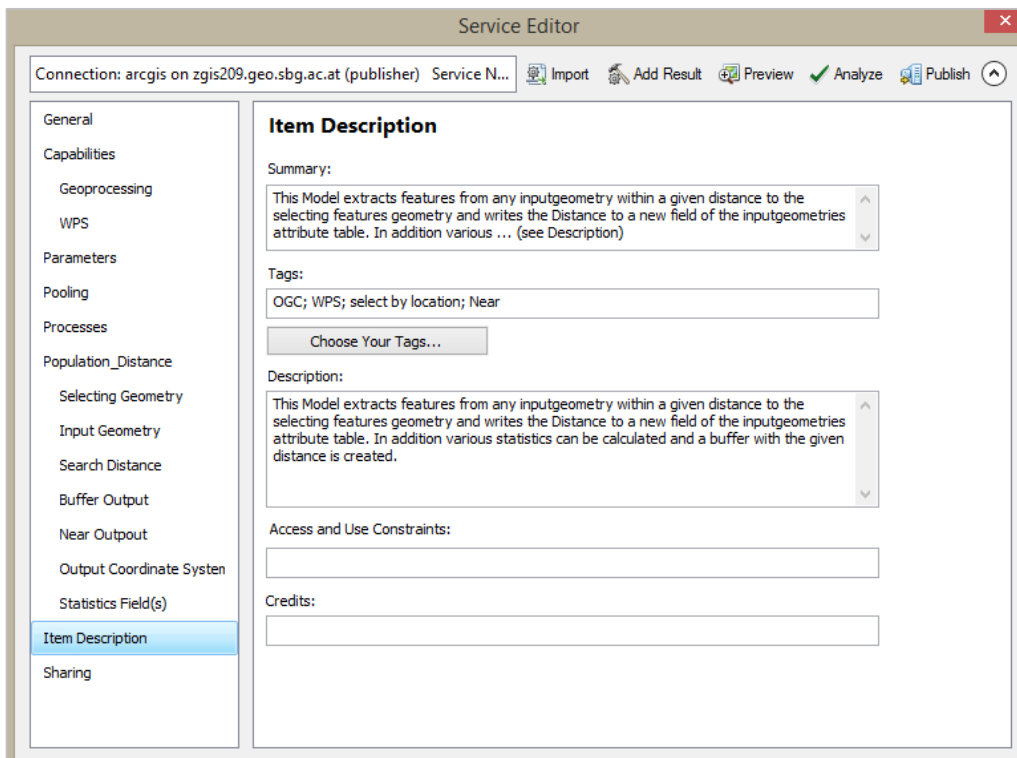 Service Editor
Connection: arcgis on zgis209.geo.sbg.ac.at (publisher) Service N...
Import
Add Result
Preview
Analyze
Publish
General
Capabilities
Geoprocessing
WPS
Parameters
Pooling
Processes
Population_Distance
Selecting Geometry
Input Geometry
Search Distance
Buffer Output
Near Outpout
Output Coordinate System
Statistics Field(s)
Item Description
Sharing
Item Description
Summary:
This Model extracts features from any inputgeometry within a given distance to the
selecting features geometry and writes the Distance to a new field of the inputgeometries
attribute table. In addition various ... (see Description)
Tags:
OGC; WPS; select by location; Near
Choose Your Tags...
Description:
This Model extracts features from any inputgeometry within a given distance to the
selecting features geometry and writes the Distance to a new field of the inputgeometries
attribute table. In addition various statistics can be calculated and a buffer with the given
distance is created.
Access and Use Constraints:
Credits: